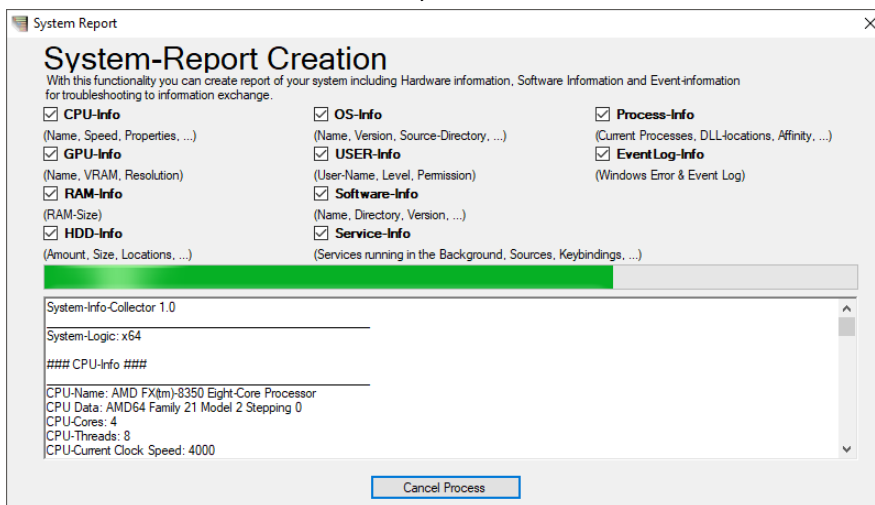 System Report
System-Report Creation
With this functionality you can create report of your system including Hardware information, Software Information and Event-information
for troubleshooting to information exchange.
CPU-Info
(Name, Speed, Properties, ...)
GPU-Info
(Name, VRAM, Resolution)
RAM-Info
(RAM-Size)
HDD-Info
(Amount, Size, Locations, ...)
OS-Info
(Name, Version, Source-Directory, ...)
USER-Info
(User-Name, Level, Permission)
Software-Info
(Name, Directory, Version, ...)
Service-Info
(Services running in the Background, Sources, Keybindings, ...)
Process-Info
(Current Processes, DLL-locations, Affinity, ...)
EventLog-Info
(Windows Error & Event Log)
System-Info-Collector 1.0
System-Logic: x64
### CPU-Info ###
CPU-Name: AMD FX(tm)-8350 Eight-Core Processor
CPU Data: AMD64 Family 21 Model 2 Stepping 0
CPU-Cores: 4
CPU-Threads: 8
CPU-Current Clock Speed: 4000
Cancel Process